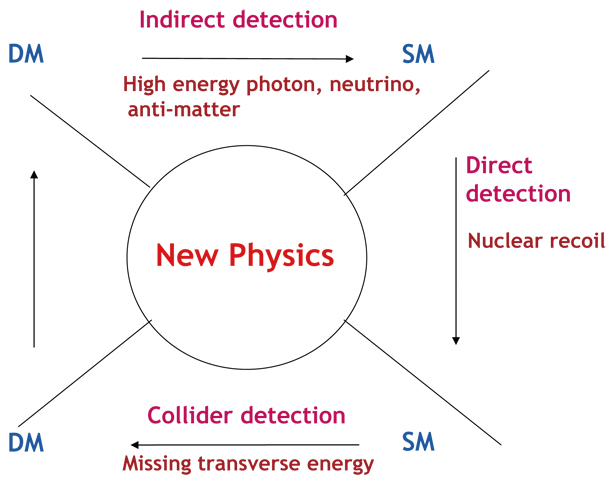 Indirect detection
DM
SM
High energy photon, neutrino,
anti-matter
Direct
detection
Nuclear recoil
New Physics
Collider detection
DM
SM
Missing transverse energy